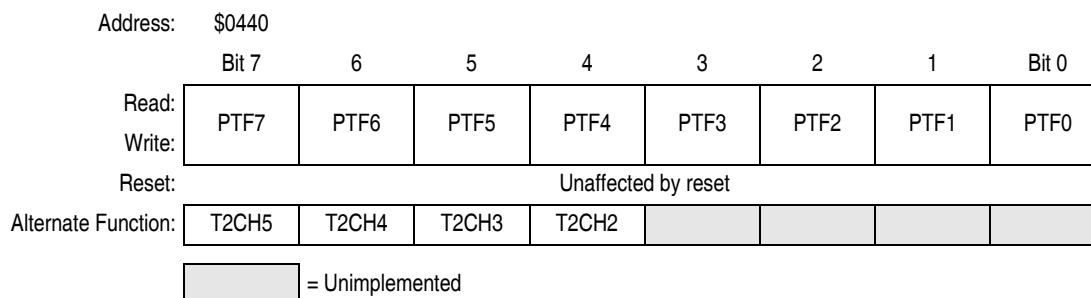 Address: $0440
Bit 7 6 5 4 3 2 1 Bit 0
Read:
PTF7 PTF6 PTF5 PTF4 PTF3 PTF2 PTF1 PTF0
Write:
Reset: Unaffected by reset
Alternate Function: T2CH5 T2CH4 T2CH3 T2CH2
= Unimplemented